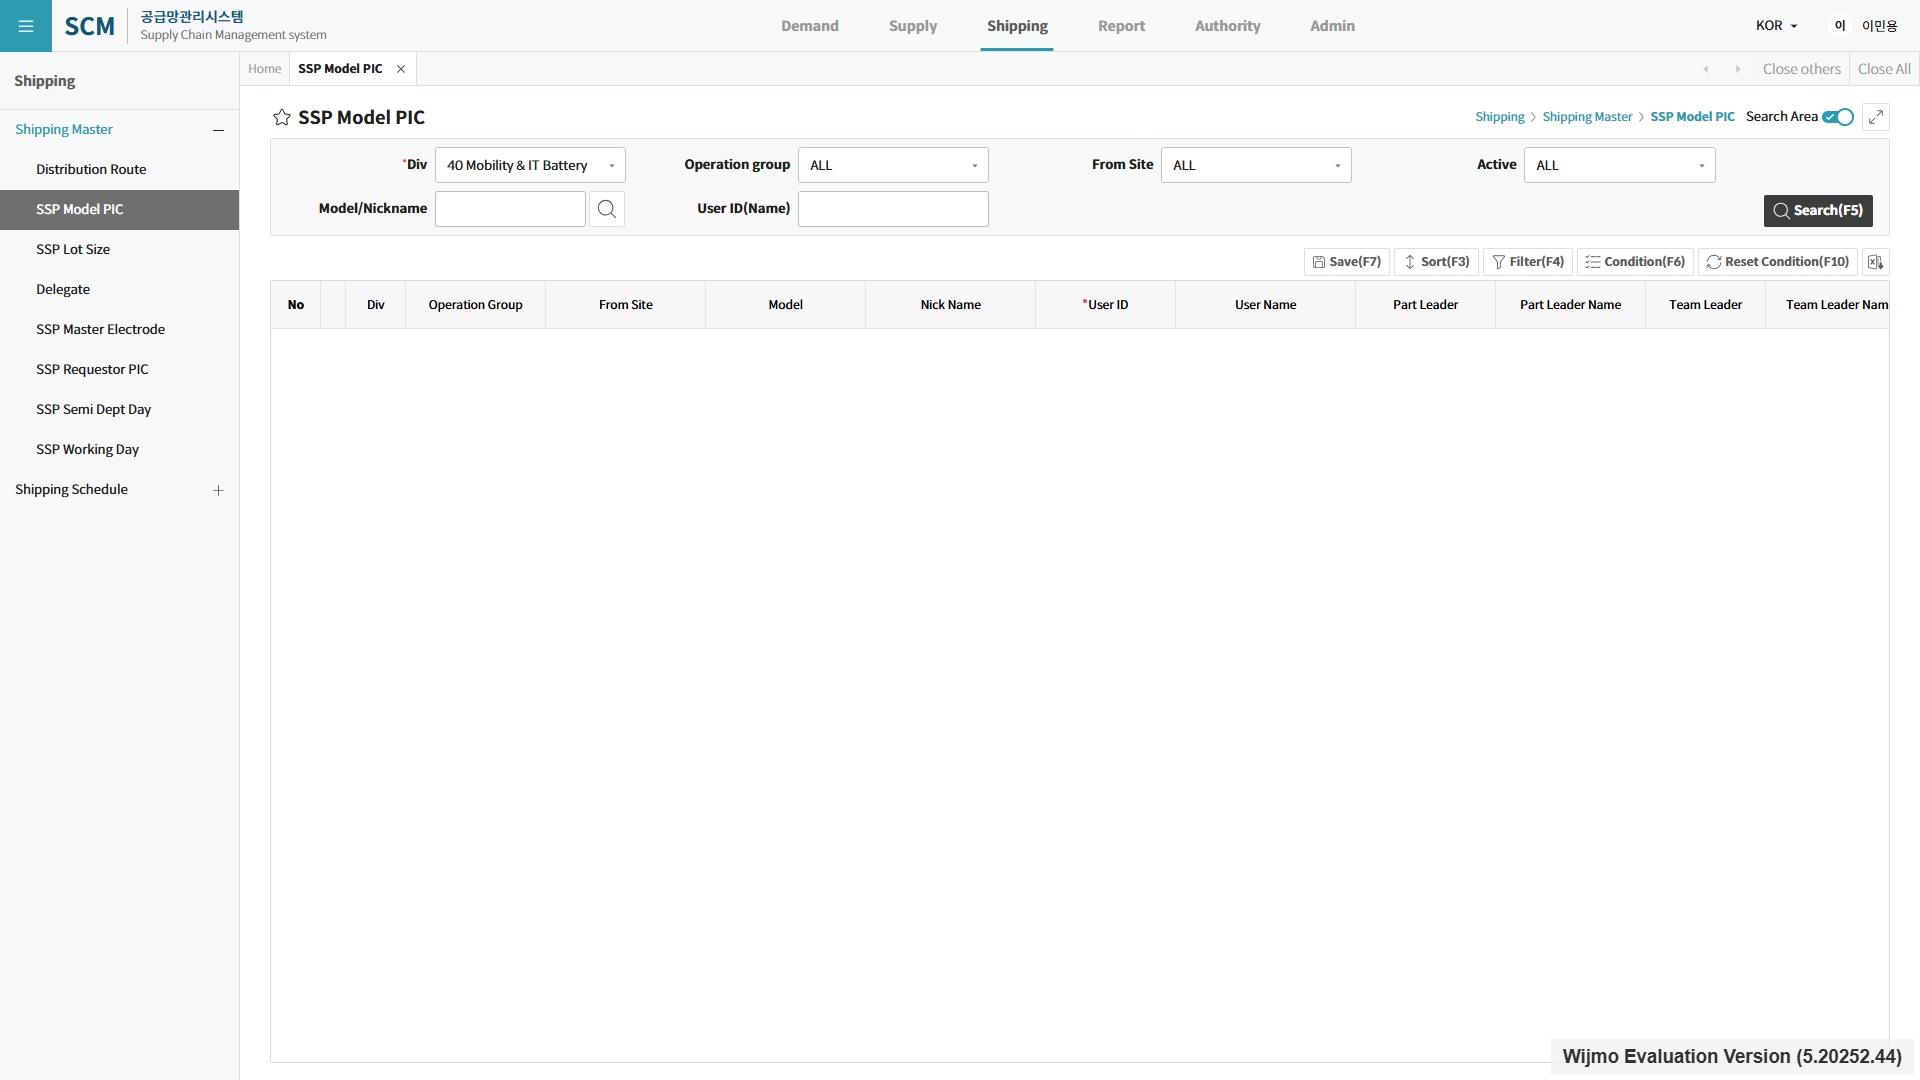 SCM
공급망관리시스템
Supply Chain Management system
Demand
Supply
Shipping
Report
Authority
Admin
KOR
이
이민용
Shipping
Home
SSP Model PIC
Close others
Close All
Shipping Master
Distribution Route
SSP Model PIC
SSP Lot Size
Delegate
SSP Master Electrode
SSP Requestor PIC
SSP Semi Dept Day
SSP Working Day
Shipping Schedule
SSP Model PIC
Shipping > Shipping Master > SSP Model PIC
Search Area
*Div
40 Mobility & IT Battery
Operation group
ALL
From Site
ALL
Active
ALL
Model/Nickname
User ID(Name)
Search(F5)
Save(F7)
Sort(F3)
Filter(F4)
Condition(F6)
Reset Condition(F10)
No
Div
Operation Group
From Site
Model
Nick Name
*User ID
User Name
Part Leader
Part Leader Name
Team Leader
Team Leader Nam
Wijmo Evaluation Version (5.20252.44)